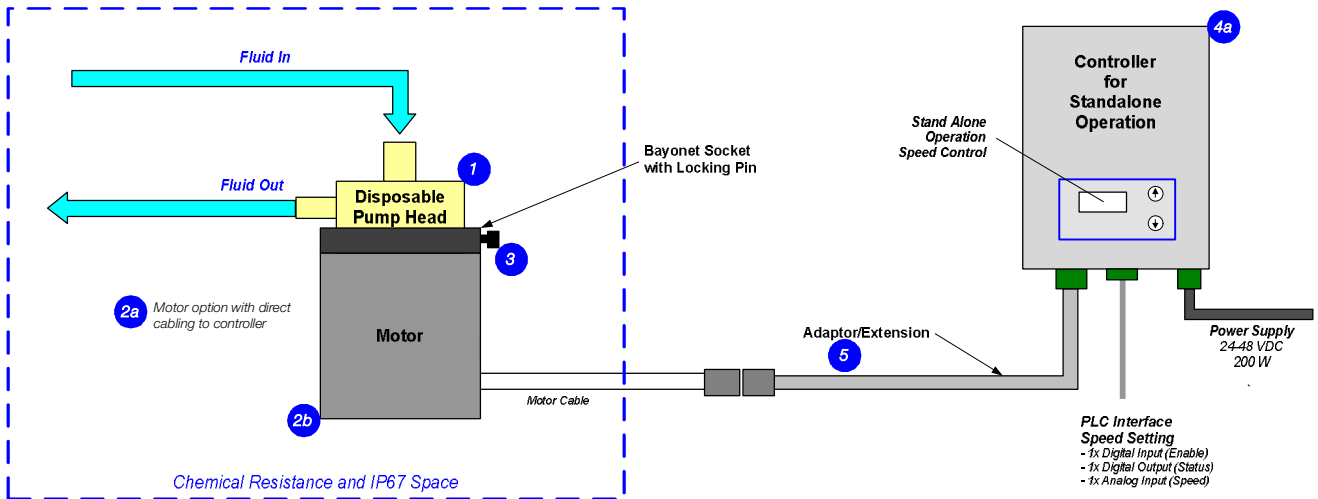 Fluid In
Fluid Out
1
Disposable
Pump Head
Bayonet Socket
with Locking Pin
3
2a
Motor option with direct
cabling to controller
Motor
2b
Motor Cable
Chemical Resistance and IP67 Space
Adaptor/Extension
5
4a
Controller
for
Standalone
Operation
Stand Alone
Operation
Speed Control
Power Supply
24-48 VDC
200 W
PLC Interface
Speed Setting
- 1x Digital Input (Enable)
- 1x Digital Output (Status)
- 1x Analog Input (Speed)